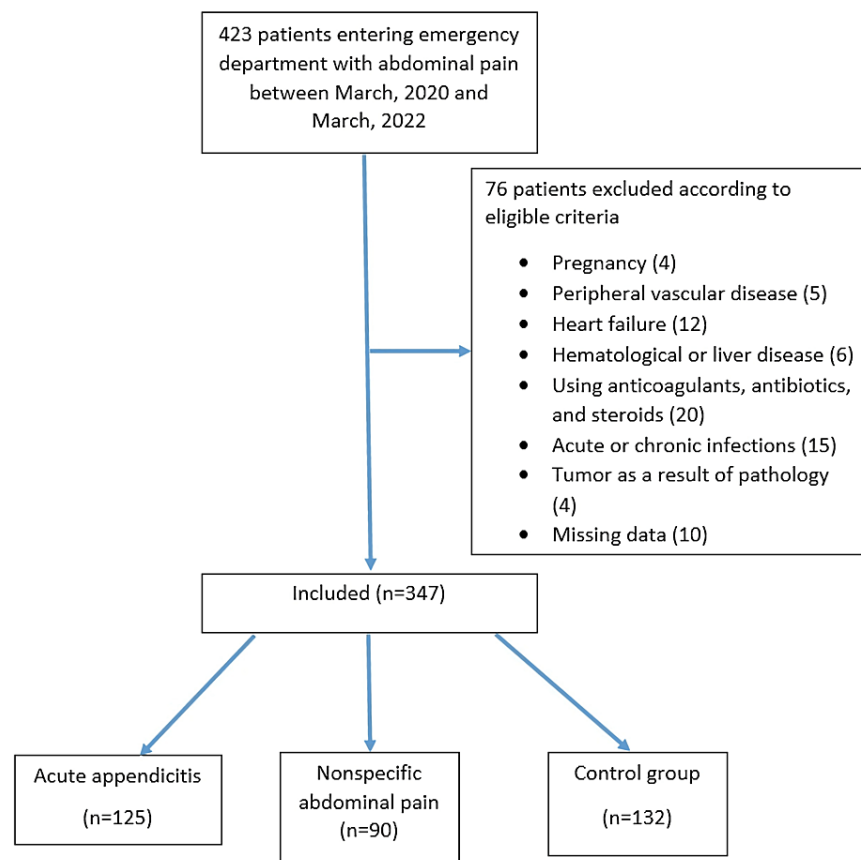 423 patients entering emergency
department with abdominal pain
between March, 2020 and
March, 2022
76 patients excluded according to
eligible criteria
• Pregnancy (4)
• Peripheral vascular disease (5)
• Heart failure (12)
• Hematological or liver disease (6)
• Using anticoagulants, antibiotics,
and steroids (20)
• Acute or chronic infections (15)
• Tumor as a result of pathology
(4)
• Missing data (10)
Included (n=347)
Acute appendicitis
(n=125)
Nonspecific
abdominal pain
(n=90)
Control group
(n=132)